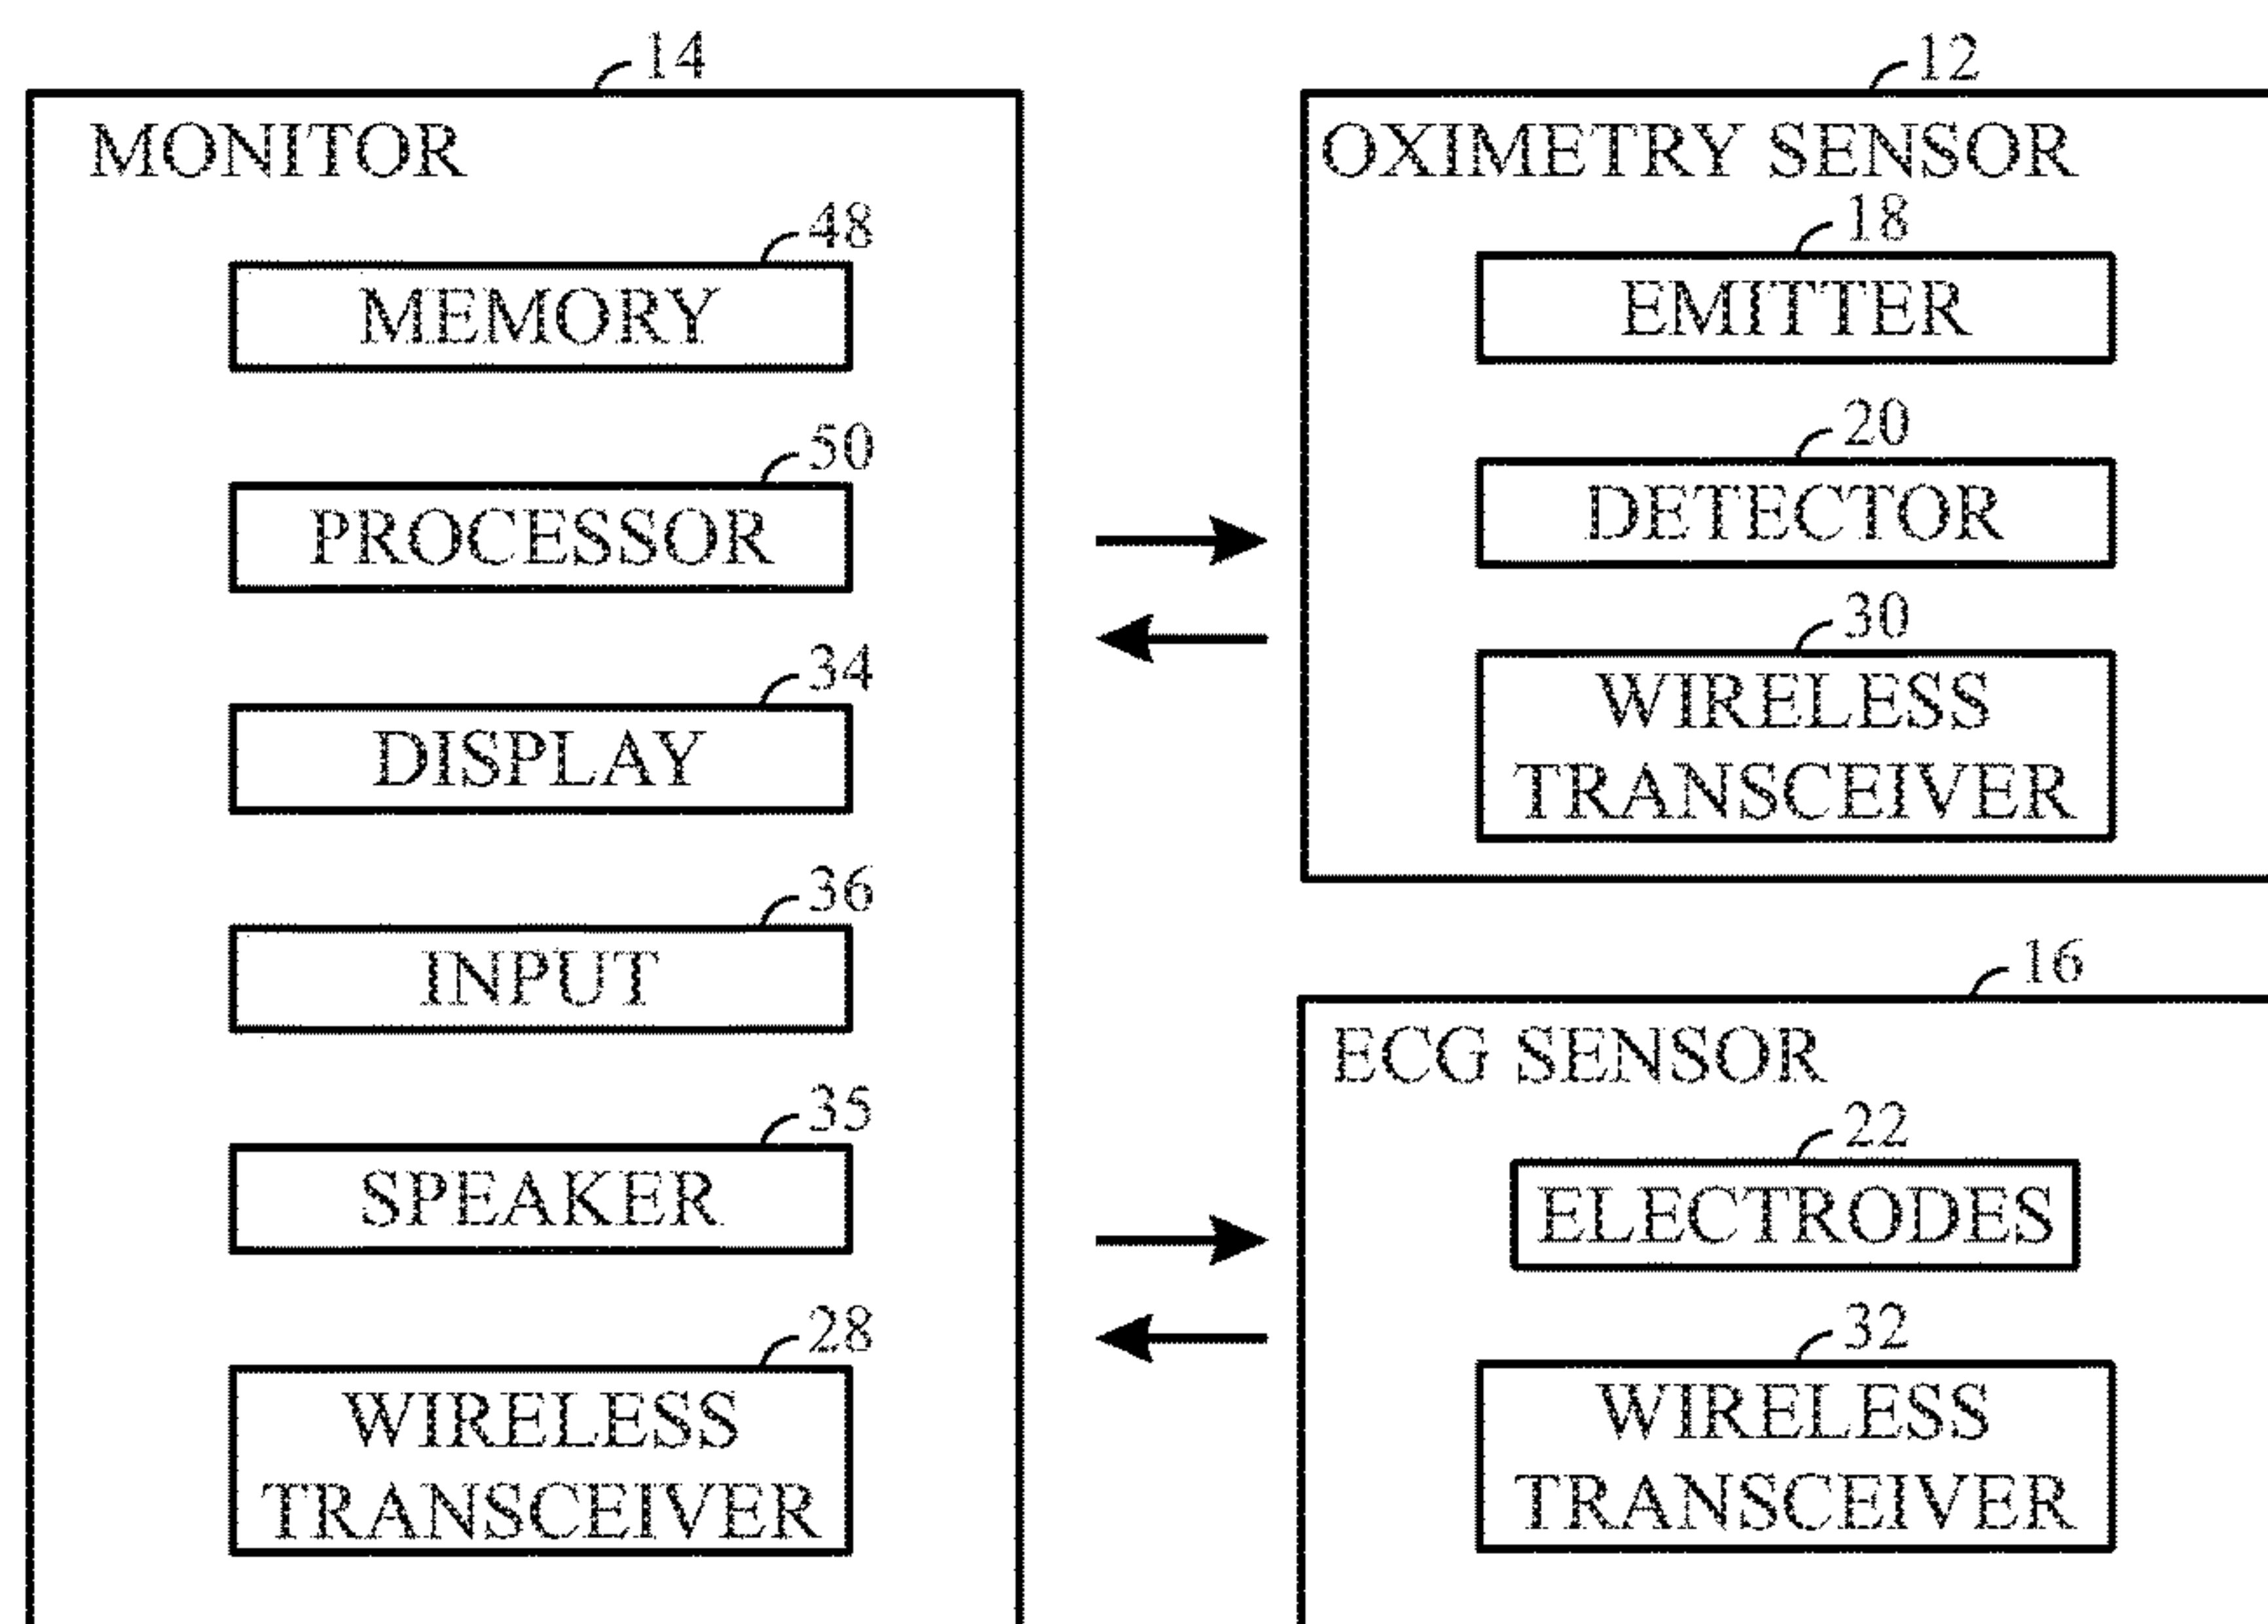 14
MONITOR
48
MEMORY
50
PROCESSOR
34
DISPLAY
36
INPUT
35
SPEAKER
28
WIRELESS
TRANSCEIVER
12
OXIMETRY SENSOR
18
EMITTER
20
DETECTOR
30
WIRELESS
TRANSCEIVER
16
ECG SENSOR
22
ELECTRODES
32
WIRELESS
TRANSCEIVER